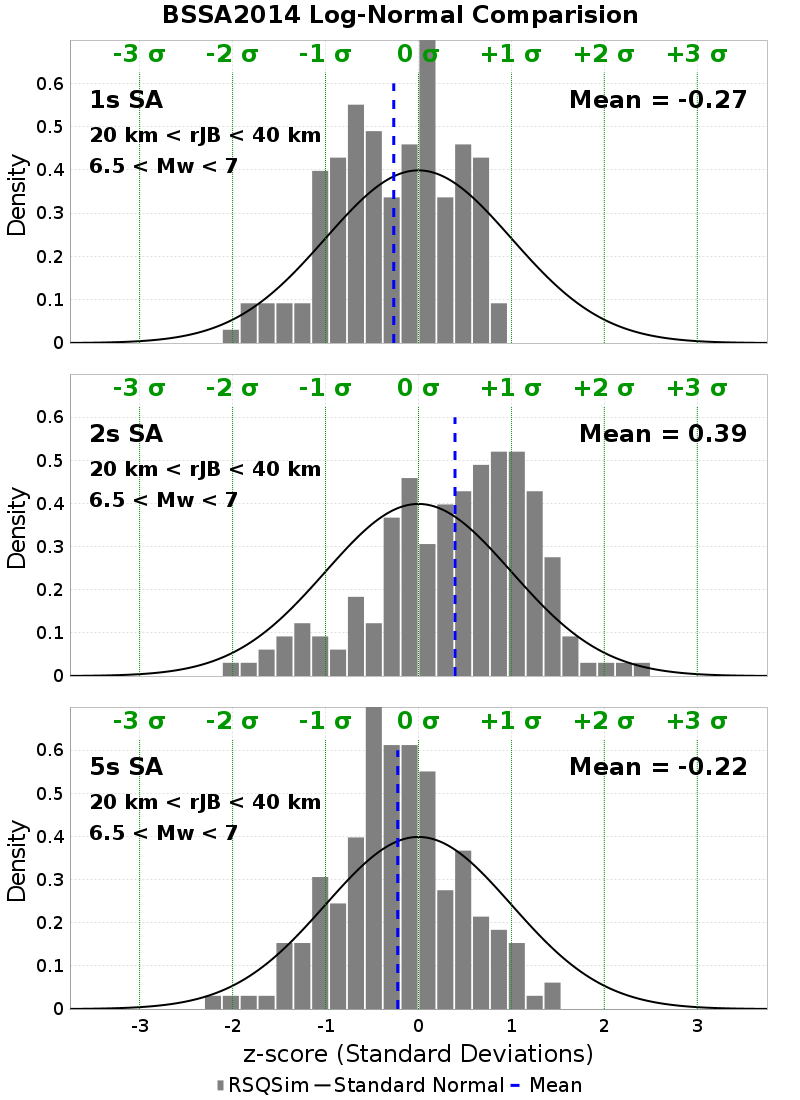 BSSA2014 Log-Normal Comparision
-3 σ -2 σ -1 σ 0 σ +1 σ +2 σ +3 σ
1s SA Mean = -0.27
20 km < rJB < 40 km
6.5 < Mw < 7
Density
0.6
0.5
0.4
0.3
0.2
0.1
0
-3 σ -2 σ -1 σ 0 σ +1 σ +2 σ +3 σ
2s SA Mean = 0.39
20 km < rJB < 40 km
6.5 < Mw < 7
Density
0.6
0.5
0.4
0.3
0.2
0.1
0
-3 σ -2 σ -1 σ 0 σ +1 σ +2 σ +3 σ
5s SA Mean = -0.22
20 km < rJB < 40 km
6.5 < Mw < 7
Density
0.6
0.5
0.4
0.3
0.2
0.1
0
-3 -2 -1 0 1 2 3
z-score (Standard Deviations)
RSQSim Standard Normal Mean